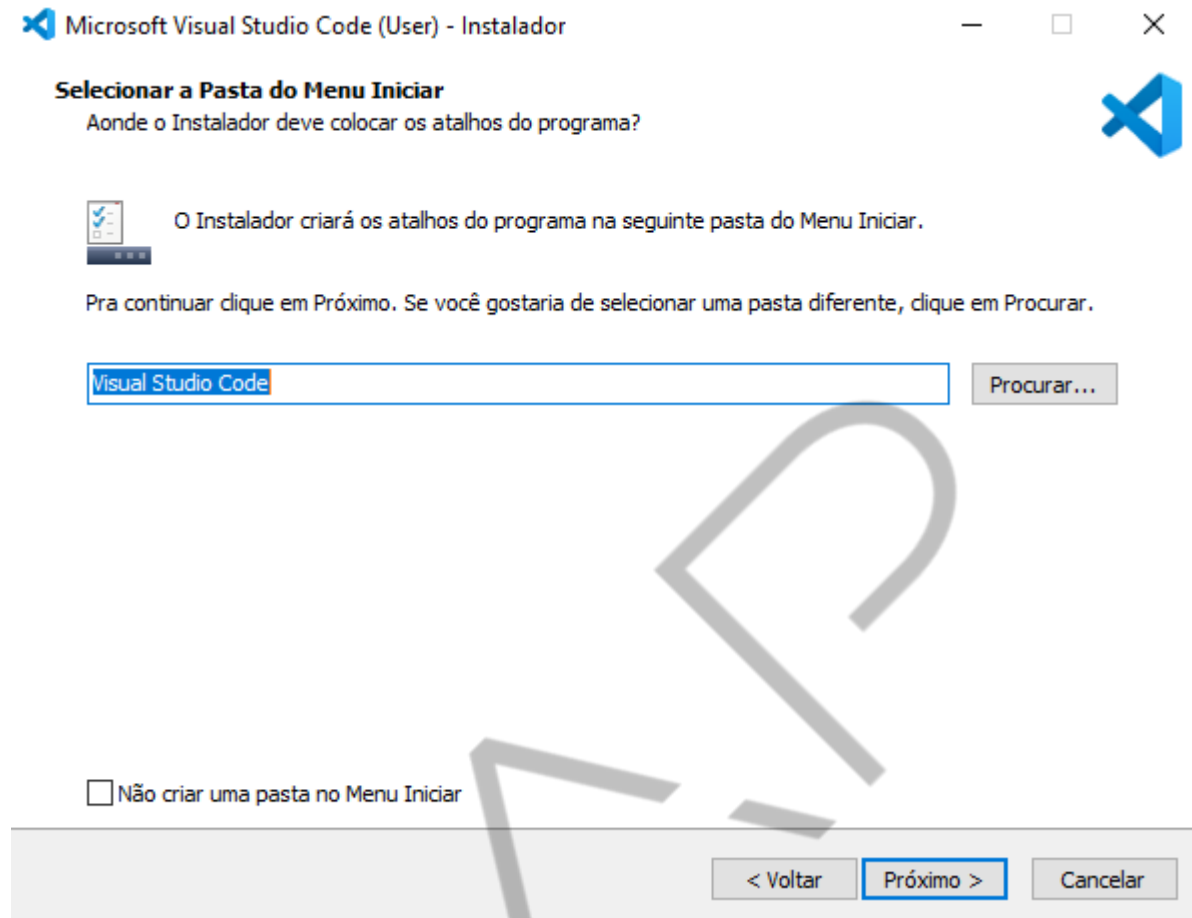 Microsoft Visual Studio Code (User) - Instalador
Selecionar a Pasta do Menu Iniciar
Aonde o Instalador deve colocar os atalhos do programa?
O Instalador criará os atalhos do programa na seguinte pasta do Menu Iniciar.
Pra continuar clique em Próximo. Se você gostaria de selecionar uma pasta diferente, clique em Procurar.
Visual Studio Code
Procurar...
Não criar uma pasta no Menu Iniciar
< Voltar
Próximo >
Cancelar